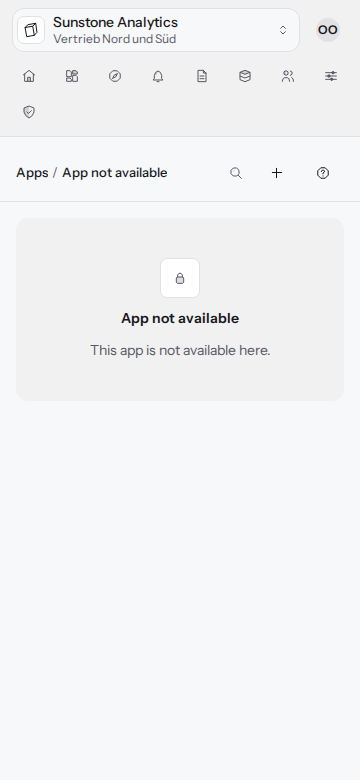 Sunstone Analytics
Vertrieb Nord und Süd
OO
Apps / App not available
App not available
This app is not available here.